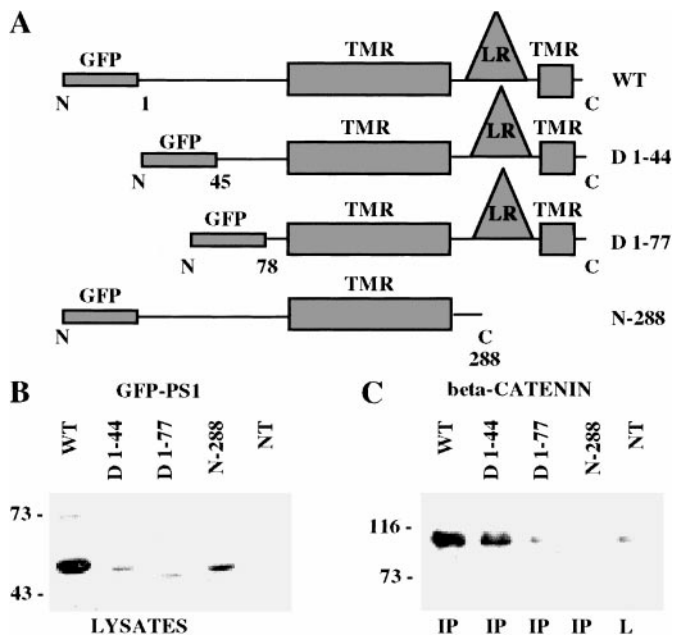 A
GFP TMR LR TMR
N 1 C WT
GFP TMR LR TMR
N 45 C D 1-44
GFP TMR LR TMR
N 78 C D 1-77
GFP TMR
N C N-288
288
B GFP-PS1
WT D 1-44 D 1-77 N-288 NT
73 -
43 -
LYSATES
C beta-CATENIN
WT D 1-44 D 1-77 N-288 NT
116 -
73 -
IP IP IP IP L